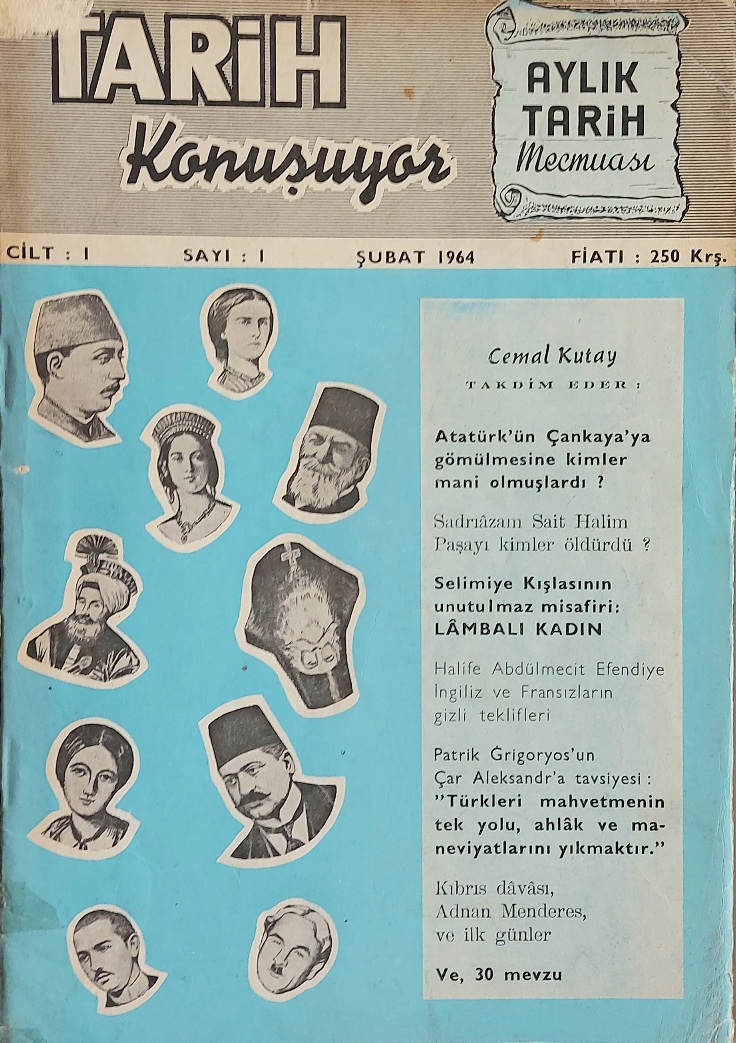 TARİH
Konuşuyor
AYLIK
TARİH
Mecmuası
CİLT : I SAYI : I ŞUBAT 1964 FİATI : 250 Krş.
Cemal Kutay
TAKDİM EDER :
Atatürk'ün Çankaya'ya
gömülmesine kimler
mani olmuşlardı ?
Sadrıâzam Sait Halim
Paşayı kimler öldürdü ?
Selimiye Kışlasının
unutulmaz misafiri:
LÂMBALI KADIN
Halife Abdülmecit Efendiye
İngiliz ve Fransızların
gizli teklifleri
Patrik Grigoryos'un
Çar Aleksandr'a tavsiyesi :
"Türkleri mahvetmenin
tek yolu, ahlâk ve ma-
neviyatlarını yıkmaktır."
Kıbrıs dâvâsı,
Adnan Menderes,
ve ilk günler
Ve, 30 mevzu